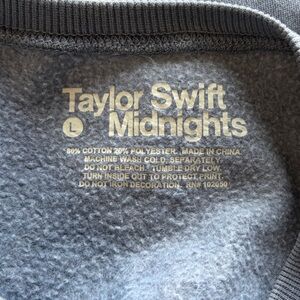 Taylor Swift
L Midnights
80% COTTON 20% POLYESTER. MADE IN CHINA.
MACHINE WASH COLD, SEPARATELY.
DO NOT BLEACH. TUMBLE DRY LOW.
TURN INSIDE OUT TO PROTECT PRINT.
DO NOT IRON DECORATION. RN#